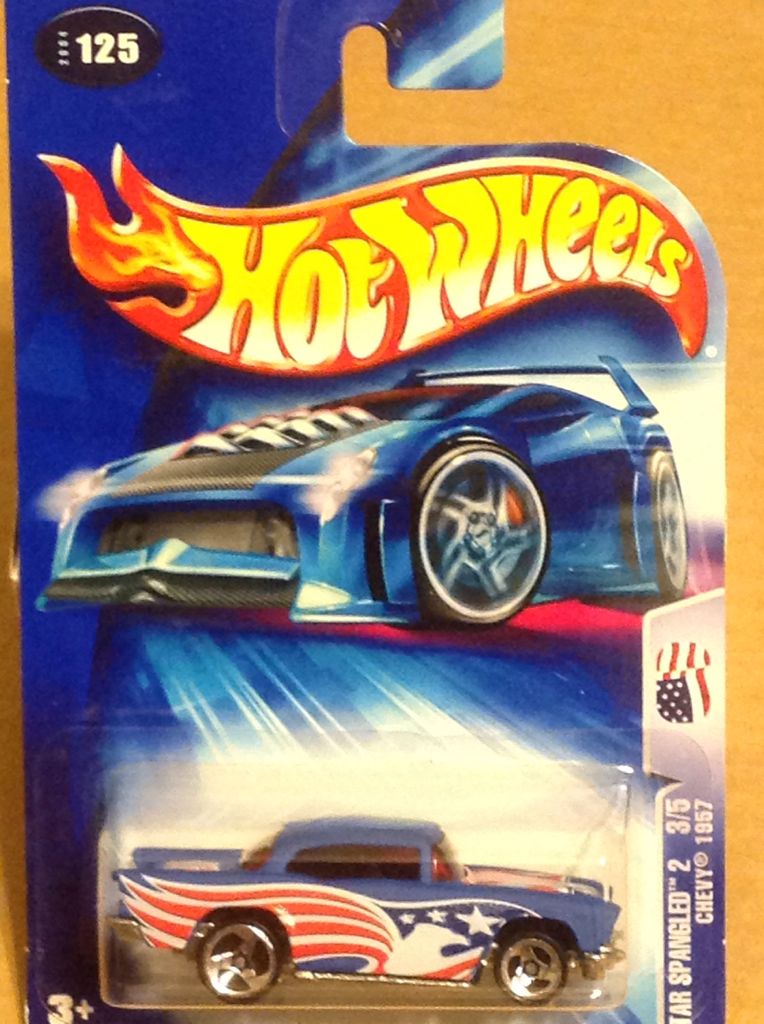 2004
125
HOT WHEELS
®
TAR SPANGLED™ 2 3/5
CHEVY® 1957
3+